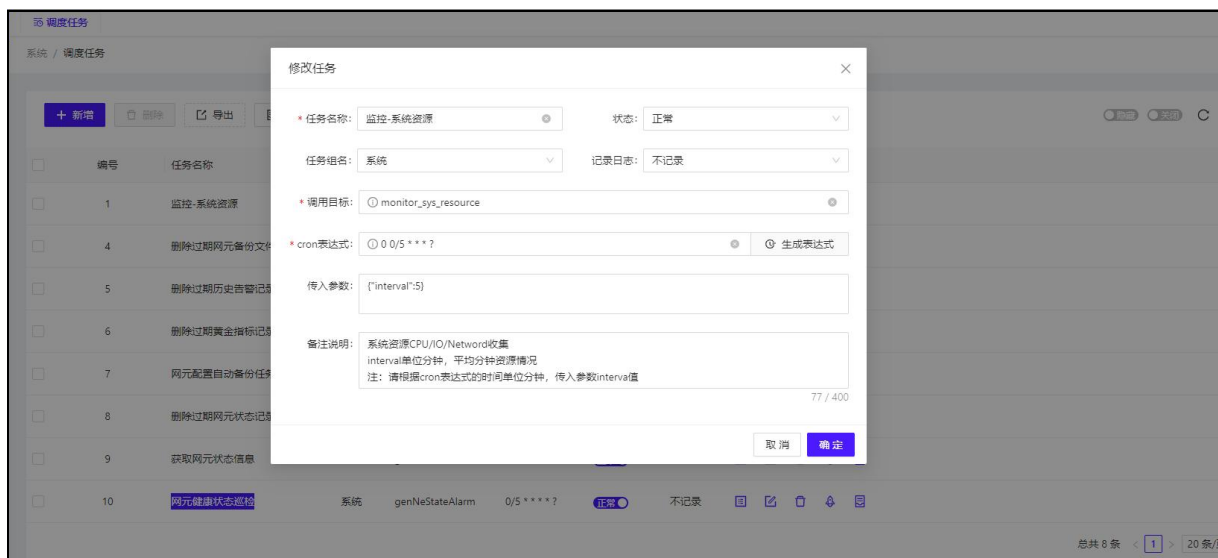 调度任务
系统 / 调度任务
修改任务
+ 新增
删除
导出
* 任务名称: 监控-系统资源
状态: 正常
关闭
任务组名: 系统
记录日志: 不记录
编号
任务名称
* 调用目标: monitor_sys_resource
1
监控-系统资源
* cron表达式: 0 0/5 * * * ?
生成表达式
4
删除过期网元备份文件
传入参数: {"interval":5}
5
删除过期历史告警记录
6
删除过期黄金指标记录
备注说明: 系统资源CPU/IO/Netword收集
interval单位分钟，平均分钟资源情况
注：请根据cron表达式的时间单位分钟，传入参数interva值
77 / 400
7
网元配置自动备份任务
8
删除过期网元状态记录
取消
确定
9
获取网元状态信息
10
网元健康状态巡检
系统
genNeStateAlarm
0/5 * * * * ?
正常
不记录
总共 8 条 < 1 > 20 条/